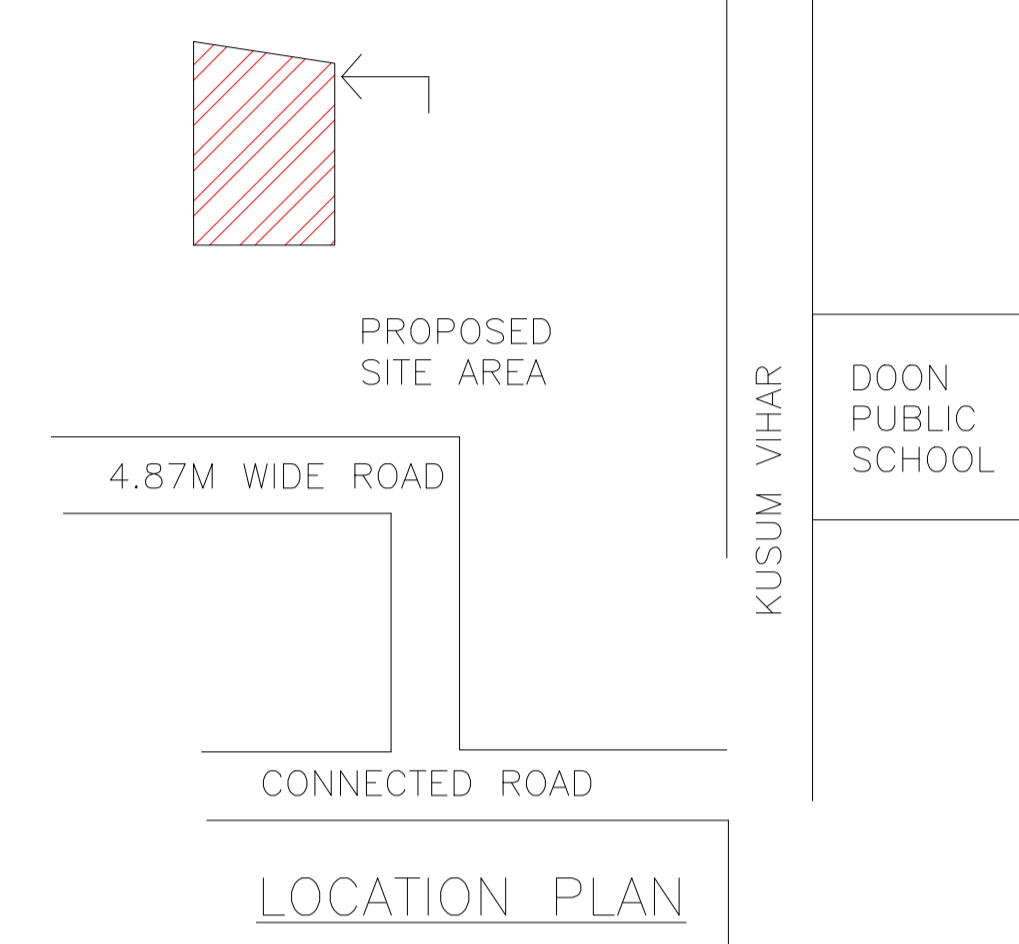 PROPOSED
SITE AREA
4.87M WIDE ROAD
KUSUM VIHAR
DOON
PUBLIC
SCHOOL
CONNECTED ROAD
LOCATION PLAN